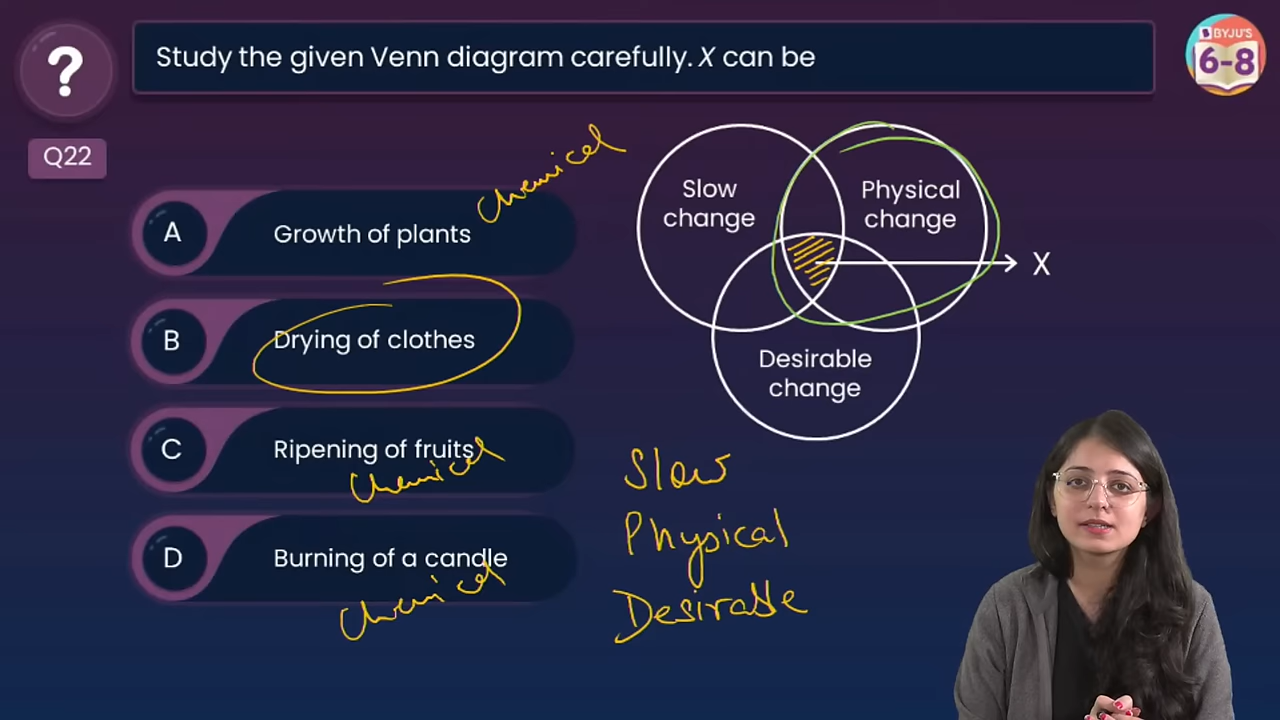 ?
Study the given Venn diagram carefully. X can be
BYJU'S
6-8
Q22
A
Growth of plants
Chemical
B
Drying of clothes
C
Ripening of fruits
Chemical
D
Burning of a candle
Chemical
Slow
change
Physical
change
X
Desirable
change
Slow
Physical
Desirable